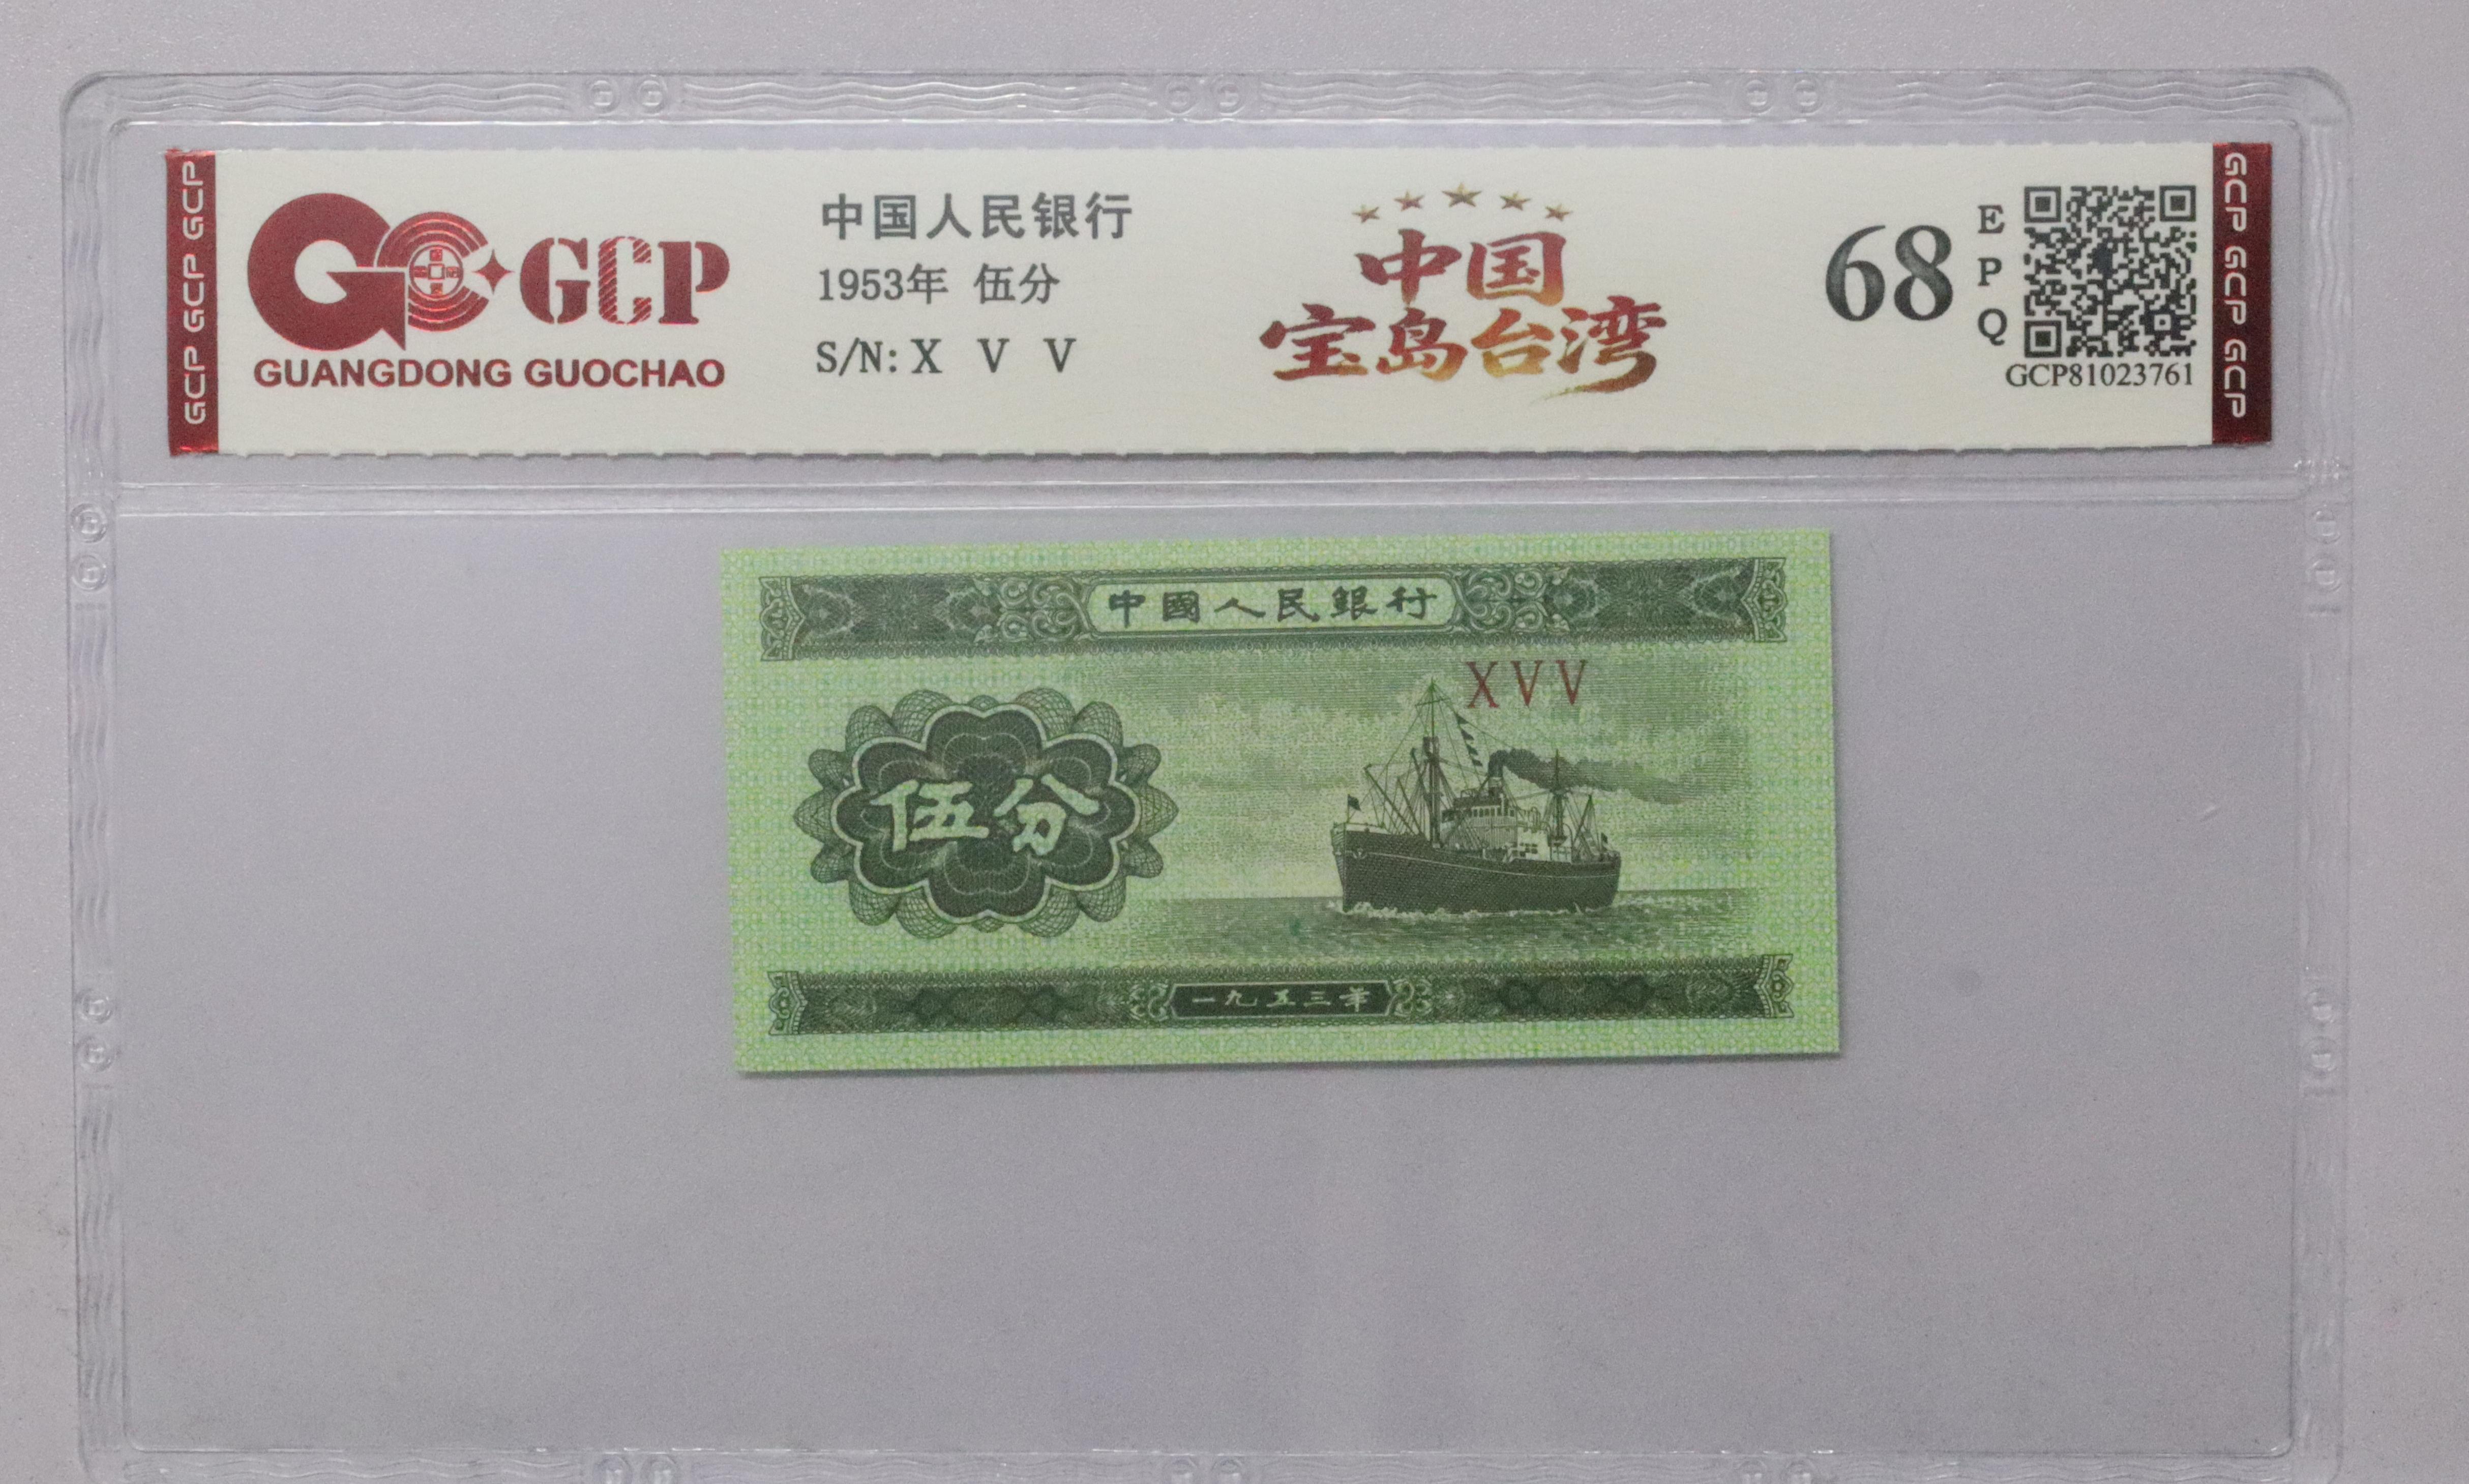 GCP GCP GCP
GCP
GUANGDONG GUOCHAO
中国人民银行
1953年 伍分
S/N: X V V
中国
宝岛台湾
68
E
P
Q
GCP81023761
GCP GCP GCP
中國人民銀行
XVV
伍分
一九五三年